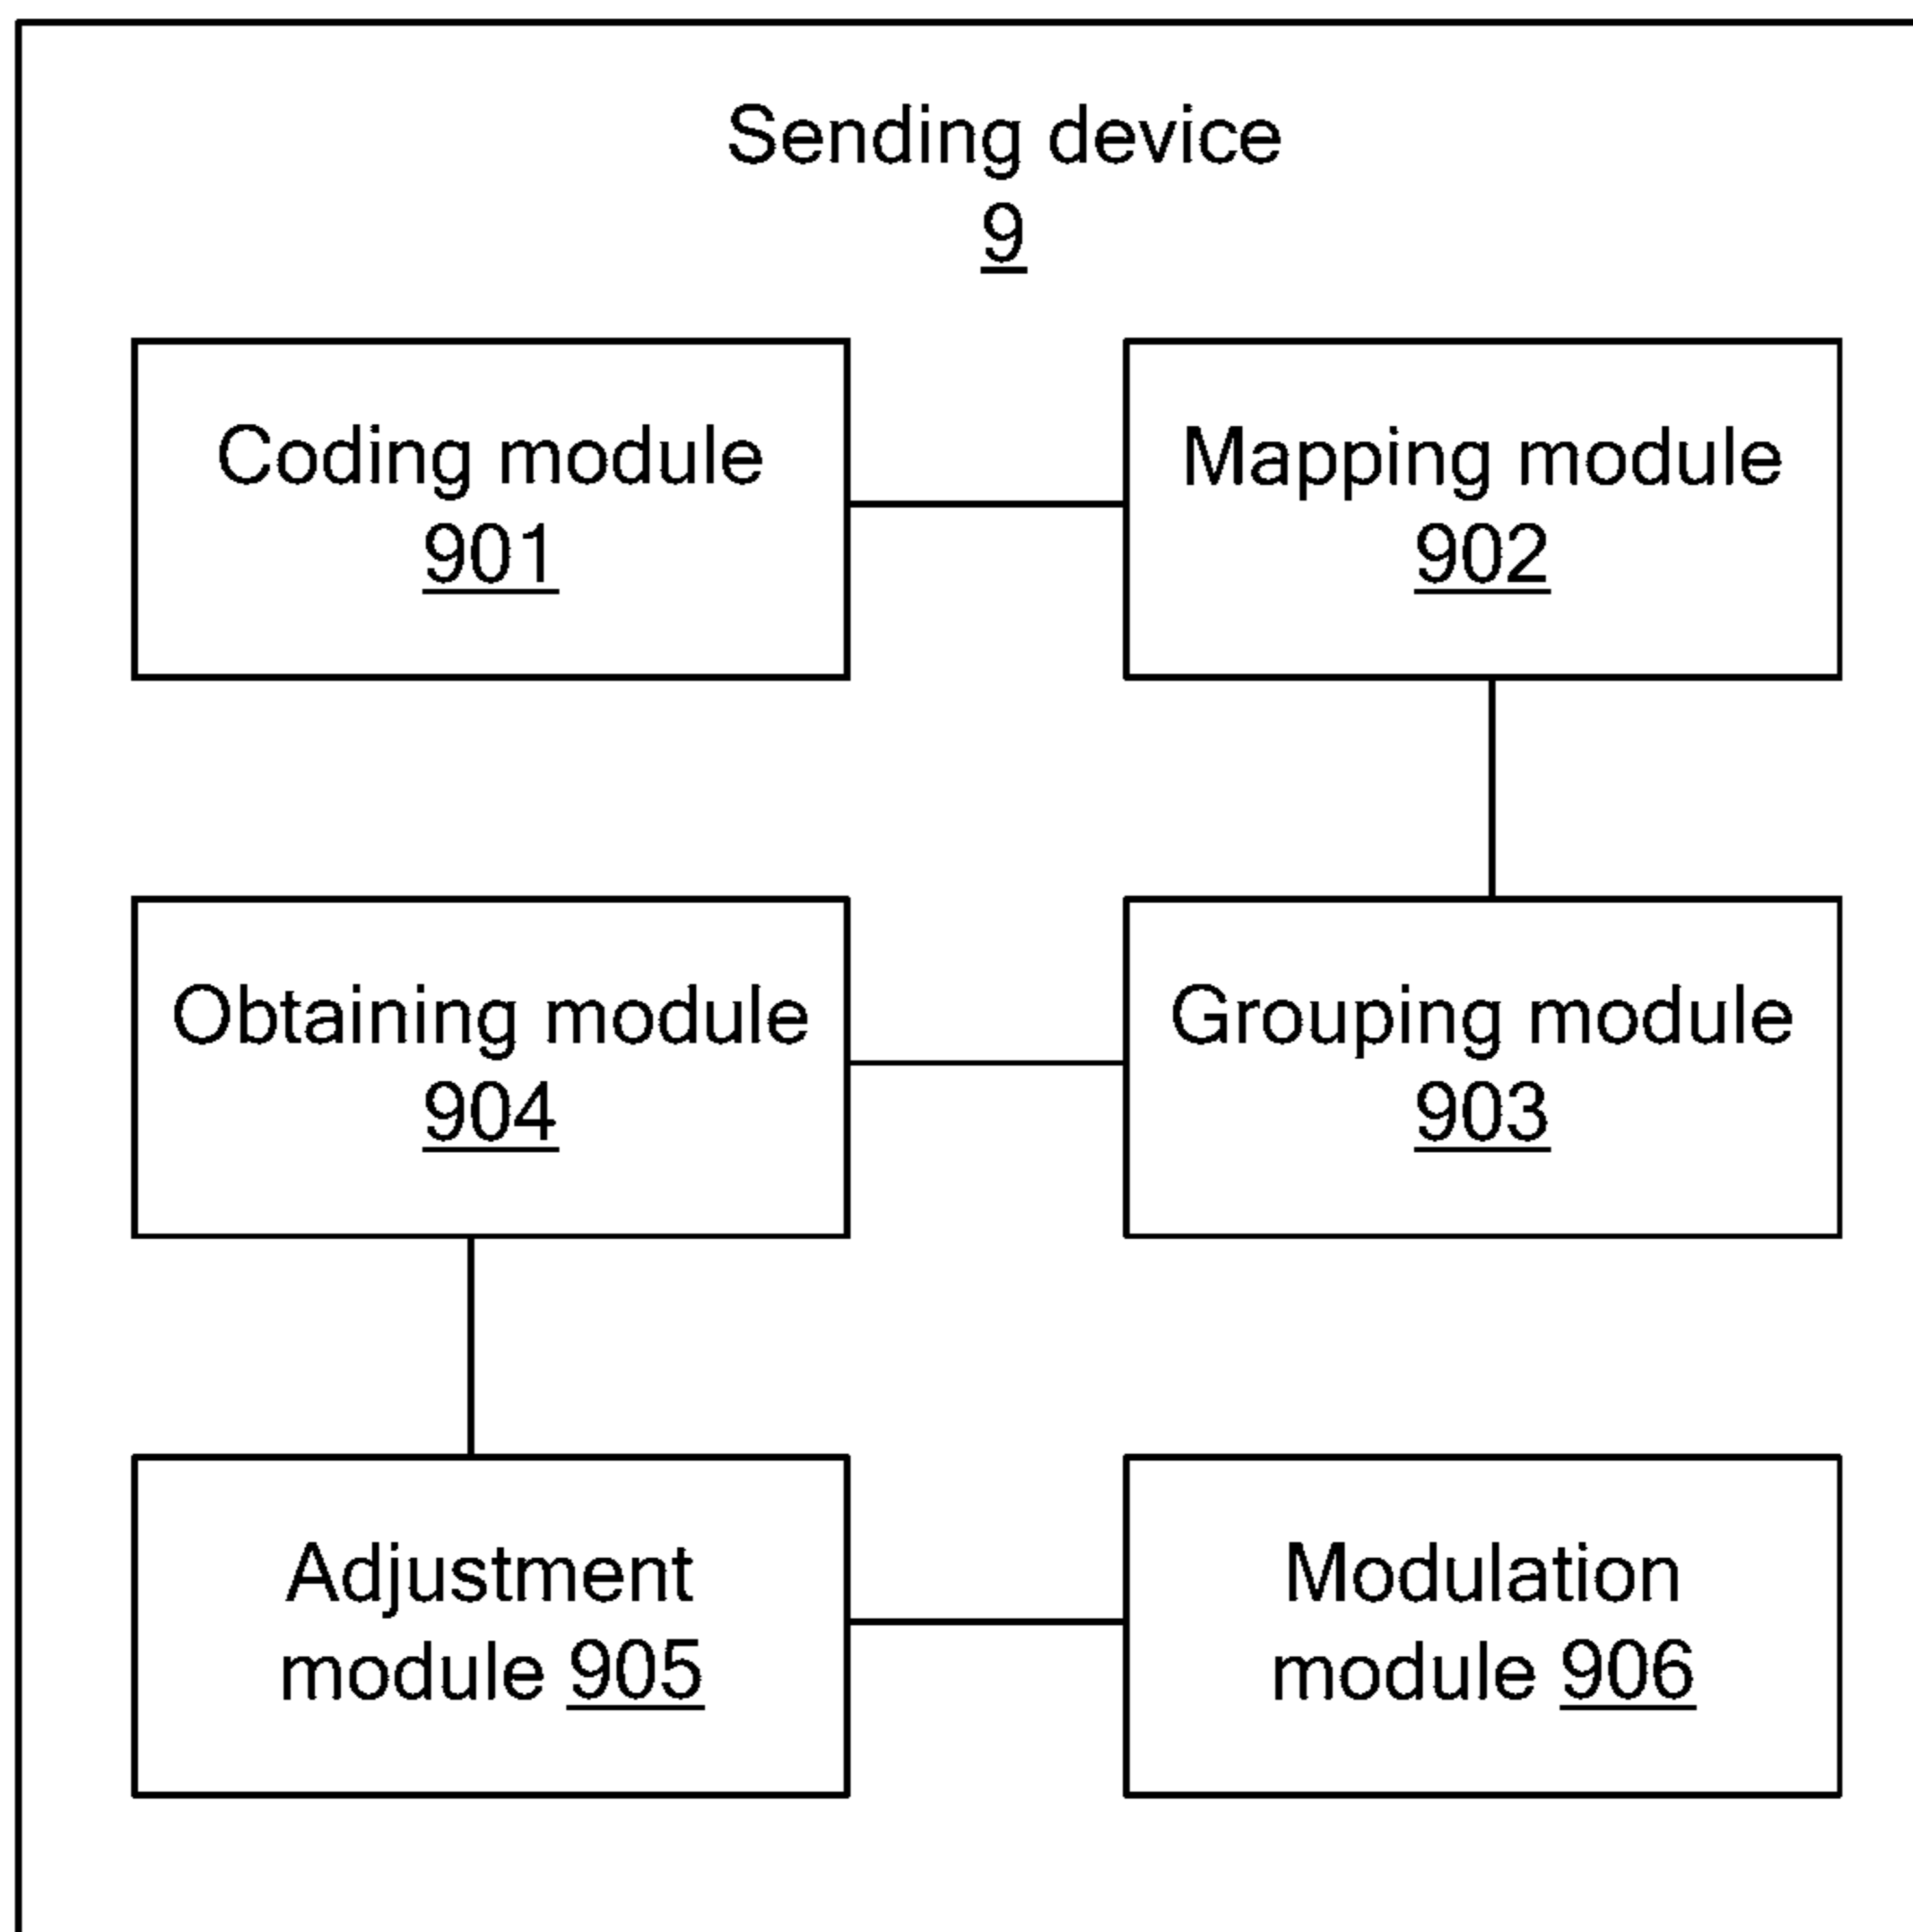 Sending device
9
Coding module
901
Mapping module
902
Obtaining module
904
Grouping module
903
Adjustment
module 905
Modulation
module 906